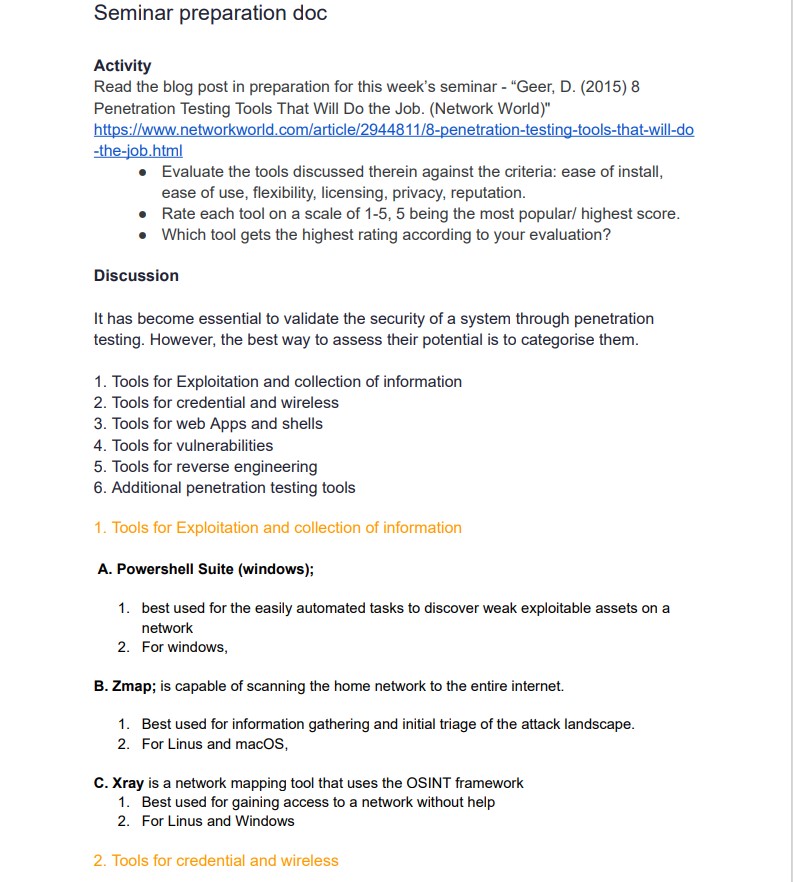 Seminar preparation doc
Activity
Read the blog post in preparation for this week's seminar - “Geer, D. (2015) 8
Penetration Testing Tools That Will Do the Job. (Network World)"
https://www.networkworld.com/article/2944811/8-penetration-testing-tools-that-will-do
-the-job.html
● Evaluate the tools discussed therein against the criteria: ease of install,
ease of use, flexibility, licensing, privacy, reputation.
● Rate each tool on a scale of 1-5, 5 being the most popular/ highest score.
● Which tool gets the highest rating according to your evaluation?
Discussion
It has become essential to validate the security of a system through penetration
testing. However, the best way to assess their potential is to categorise them.
1. Tools for Exploitation and collection of information
2. Tools for credential and wireless
3. Tools for web Apps and shells
4. Tools for vulnerabilities
5. Tools for reverse engineering
6. Additional penetration testing tools
1. Tools for Exploitation and collection of information
A. Powershell Suite (windows);
1. best used for the easily automated tasks to discover weak exploitable assets on a
network
2. For windows,
B. Zmap; is capable of scanning the home network to the entire internet.
1. Best used for information gathering and initial triage of the attack landscape.
2. For Linus and macOS,
C. Xray is a network mapping tool that uses the OSINT framework
1. Best used for gaining access to a network without help
2. For Linus and Windows
2. Tools for credential and wireless